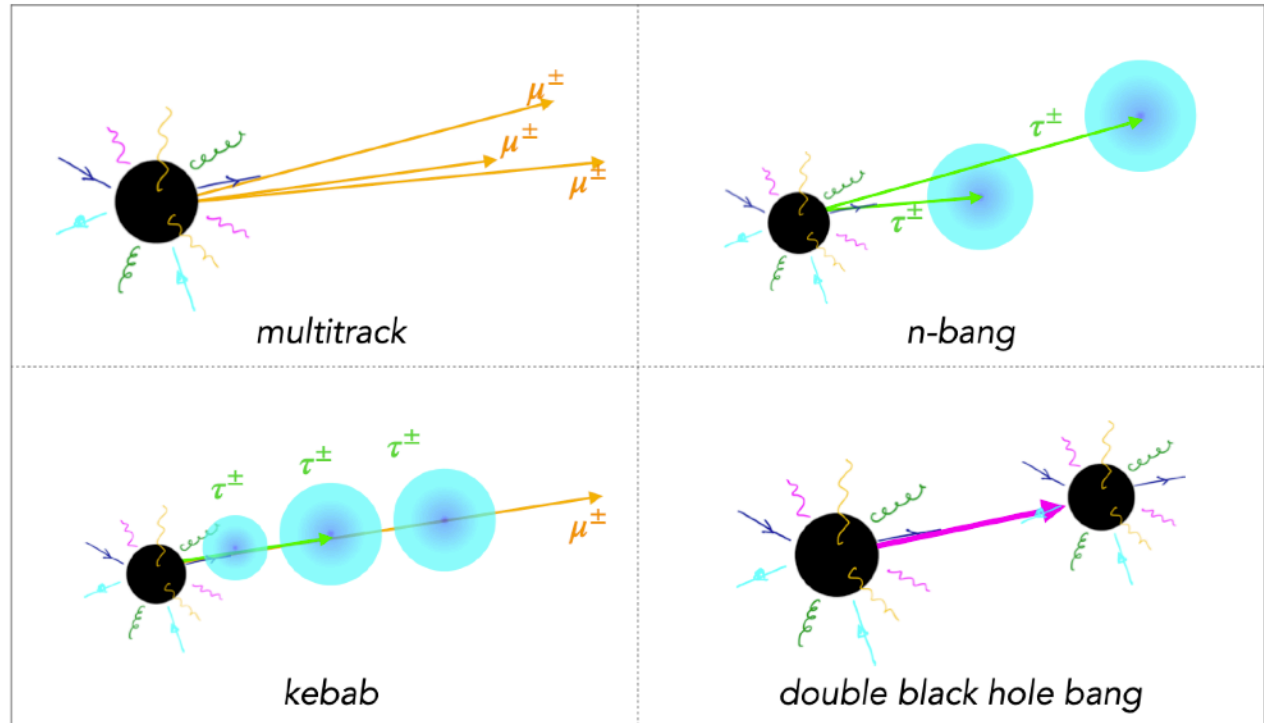 μ±
μ±
μ±
multitrack
τ±
τ±
n-bang
τ±
τ±
τ±
μ±
kebab
double black hole bang